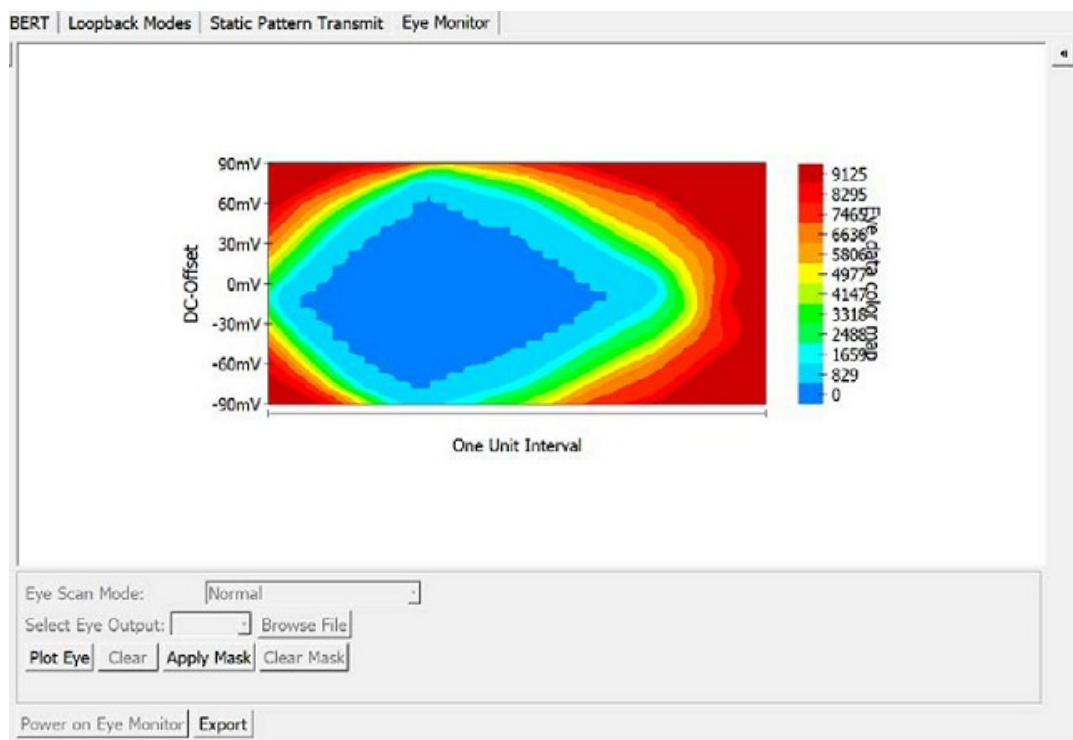 BERT Loopback Modes Static Pattern Transmit Eye Monitor
90mV
60mV
30mV
0mV
-30mV
-60mV
-90mV
DC-Offset
One Unit Interval
9125
8295
7465
6636
5806
4977
4147
3318
2488
1659
829
0
Eye data color map
Eye Scan Mode: Normal
Select Eye Output: Browse File
Plot Eye Clear Apply Mask Clear Mask
Power on Eye Monitor Export